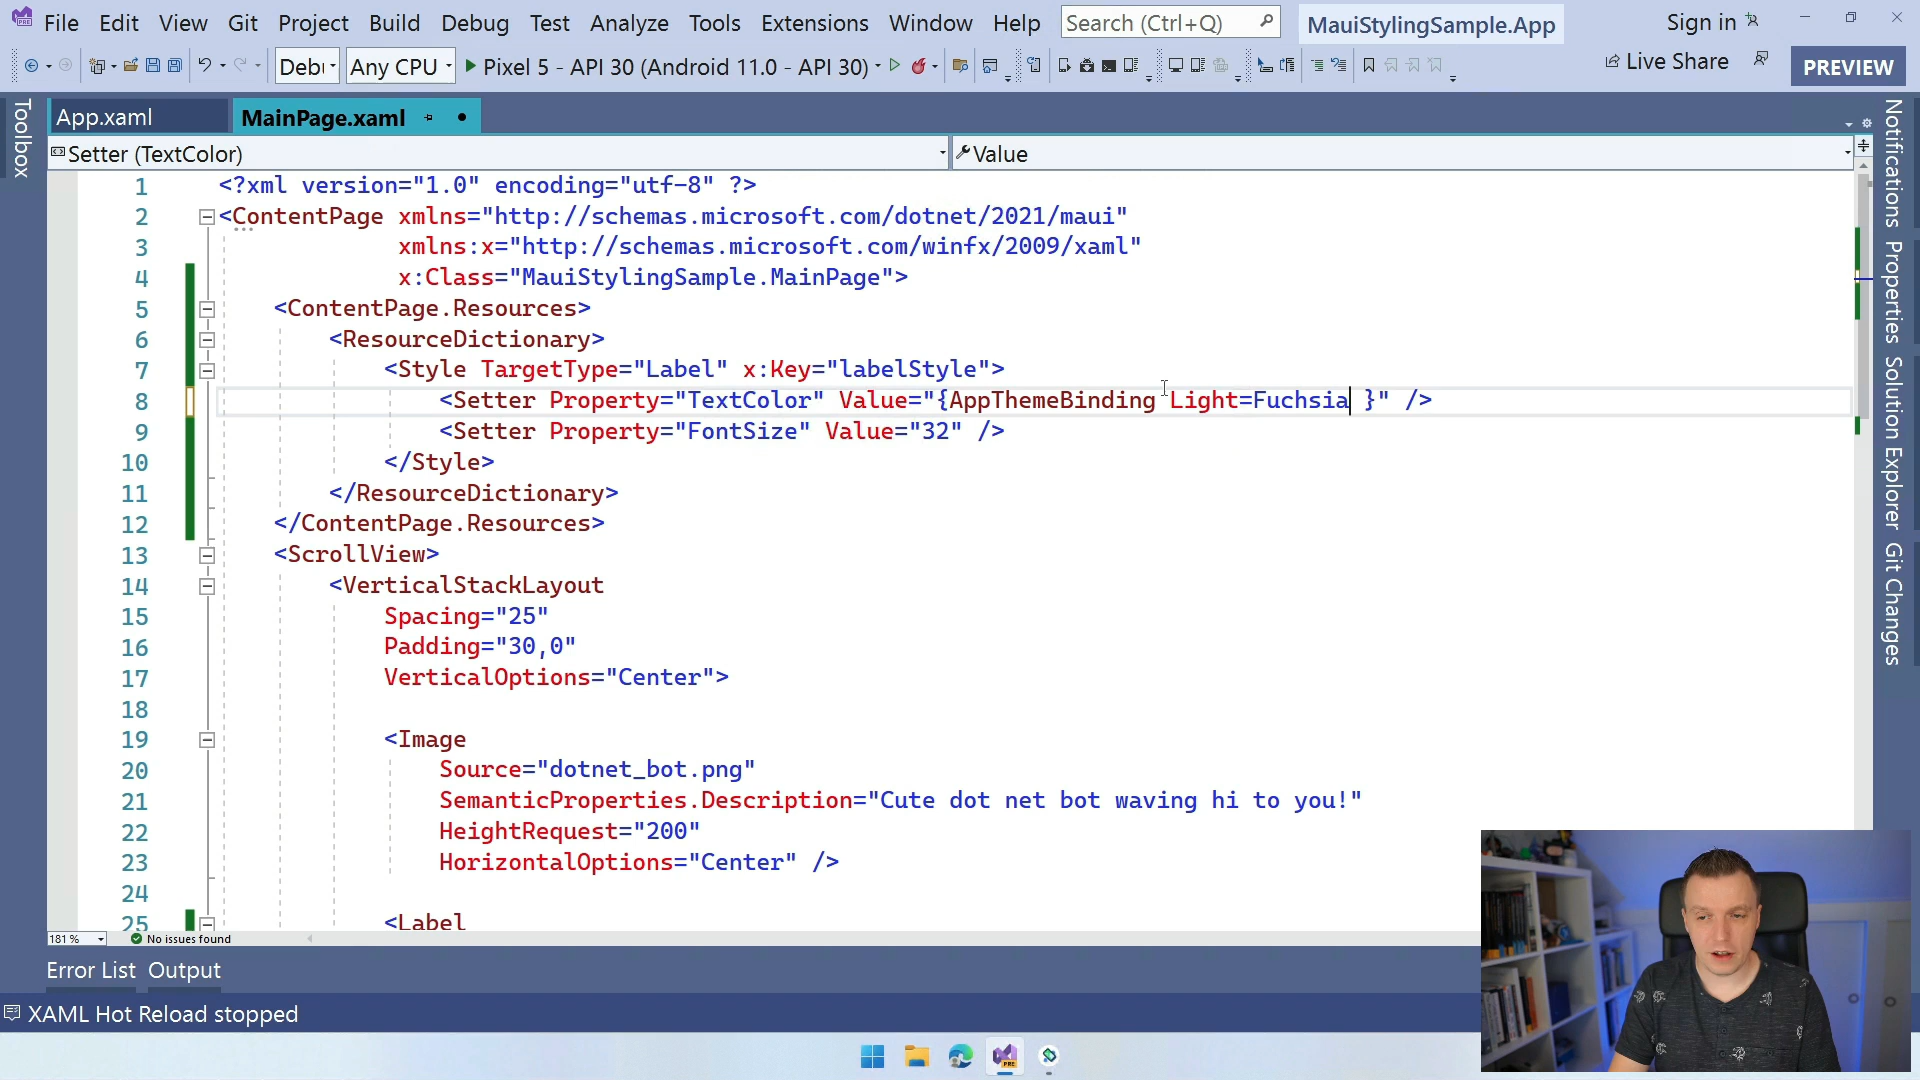 File Edit View Git Project Build Debug Test Analyze Tools Extensions Window Help Search (Ctrl+Q) MauiStylingSample.App Sign in
Debu Any CPU Pixel 5 - API 30 (Android 11.0 - API 30) Live Share PREVIEW
Toolbox
App.xaml MainPage.xaml
Setter (TextColor) Value
1 <?xml version="1.0" encoding="utf-8" ?>
2 <ContentPage xmlns="http://schemas.microsoft.com/dotnet/2021/maui"
3 xmlns:x="http://schemas.microsoft.com/winfx/2009/xaml"
4 x:Class="MauiStylingSample.MainPage">
5 <ContentPage.Resources>
6 <ResourceDictionary>
7 <Style TargetType="Label" x:Key="labelStyle">
8 <Setter Property="TextColor" Value="{AppThemeBinding Light=Fuchsia }" />
9 <Setter Property="FontSize" Value="32" />
10 </Style>
11 </ResourceDictionary>
12 </ContentPage.Resources>
13 <ScrollView>
14 <VerticalStackLayout
15 Spacing="25"
16 Padding="30,0"
17 VerticalOptions="Center">
18
19 <Image
20 Source="dotnet_bot.png"
21 SemanticProperties.Description="Cute dot net bot waving hi to you!"
22 HeightRequest="200"
23 HorizontalOptions="Center" />
24
25 <Label
Notifications
Properties
Solution Explorer
Git Changes
181 % No issues found
Error List Output
XAML Hot Reload stopped
PRE